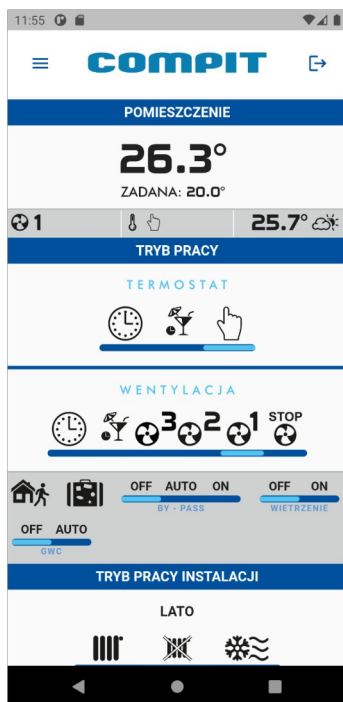 11:55
COMPIT
POMIESZCZENIE
26.3°
ZADANA: 20.0°
1
25.7°
TRYB PRACY
TERMOSTAT
WENTYLACJA
3 2 1 STOP
OFF AUTO ON
BY - PASS
OFF ON
WIETRZENIE
OFF AUTO
GWC
TRYB PRACY INSTALACJI
LATO